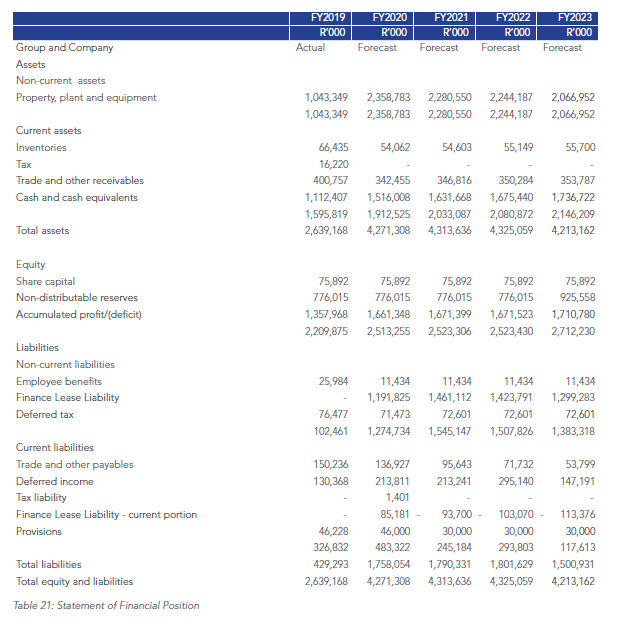 FY2019 FY2020 FY2021 FY2022 FY2023
R'000 R'000 R'000 R'000 R'000
Group and Company Actual Forecast Forecast Forecast Forecast
Assets
Non-current assets
Property, plant and equipment 1,043,349 2,358,783 2,280,550 2,244,187 2,066,952
1,043,349 2,358,783 2,280,550 2,244,187 2,066,952
Current assets
Inventories 66,435 54,062 54,603 55,149 55,700
Tax 16,220 - - - -
Trade and other receivables 400,757 342,455 346,816 350,284 353,787
Cash and cash equivalents 1,112,407 1,516,008 1,631,668 1,675,440 1,736,722
1,595,819 1,912,525 2,033,087 2,080,872 2,146,209
Total assets 2,639,168 4,271,308 4,313,636 4,325,059 4,213,162
Equity
Share capital 75,892 75,892 75,892 75,892 75,892
Non-distributable reserves 776,015 776,015 776,015 776,015 925,558
Accumulated profit/(deficit) 1,357,968 1,661,348 1,671,399 1,671,523 1,710,780
2,209,875 2,513,255 2,523,306 2,523,430 2,712,230
Liabilities
Non-current liabilities
Employee benefits 25,984 11,434 11,434 11,434 11,434
Finance Lease Liability - 1,191,825 1,461,112 1,423,791 1,299,283
Deferred tax 76,477 71,473 72,601 72,601 72,601
102,461 1,274,734 1,545,147 1,507,826 1,383,318
Current liabilities
Trade and other payables 150,236 136,927 95,643 71,732 53,799
Deferred income 130,368 213,811 213,241 295,140 147,191
Tax liability - 1,401 - - -
Finance Lease Liability - current portion - 85,181 - 93,700 - 103,070 - 113,376
Provisions 46,228 46,000 30,000 30,000 30,000
326,832 483,322 245,184 293,803 117,613
Total liabilities 429,293 1,758,054 1,790,331 1,801,629 1,500,931
Total equity and liabilities 2,639,168 4,271,308 4,313,636 4,325,059 4,213,162
Table 21: Statement of Financial Position